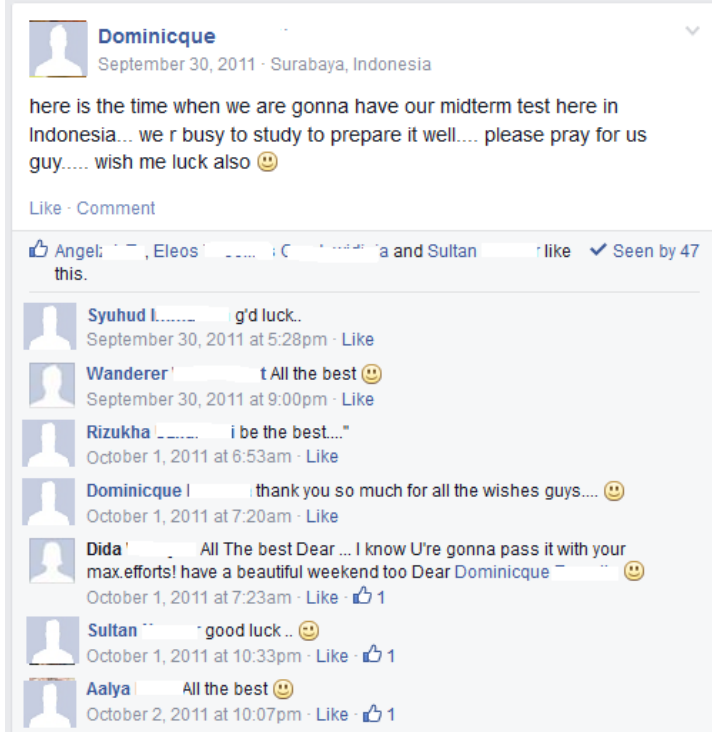 Dominicque
September 30, 2011 · Surabaya, Indonesia
here is the time when we are gonna have our midterm test here in
Indonesia... we r busy to study to prepare it well.... please pray for us
guy..... wish me luck also
Like · Comment
Angelz , Eleos a and Sultan r like Seen by 47
this.
Syuhud g'd luck..
September 30, 2011 at 5:28pm · Like
Wanderer t All the best
September 30, 2011 at 9:00pm · Like
Rizukha i be the best...."
October 1, 2011 at 6:53am · Like
Dominicque thank you so much for all the wishes guys....
October 1, 2011 at 7:20am · Like
Dida All The best Dear ... I know U're gonna pass it with your
max.efforts! have a beautiful weekend too Dear Dominicque
October 1, 2011 at 7:23am · Like · 1
Sultan good luck ..
October 1, 2011 at 10:33pm · Like · 1
Aalya All the best
October 2, 2011 at 10:07pm · Like · 1